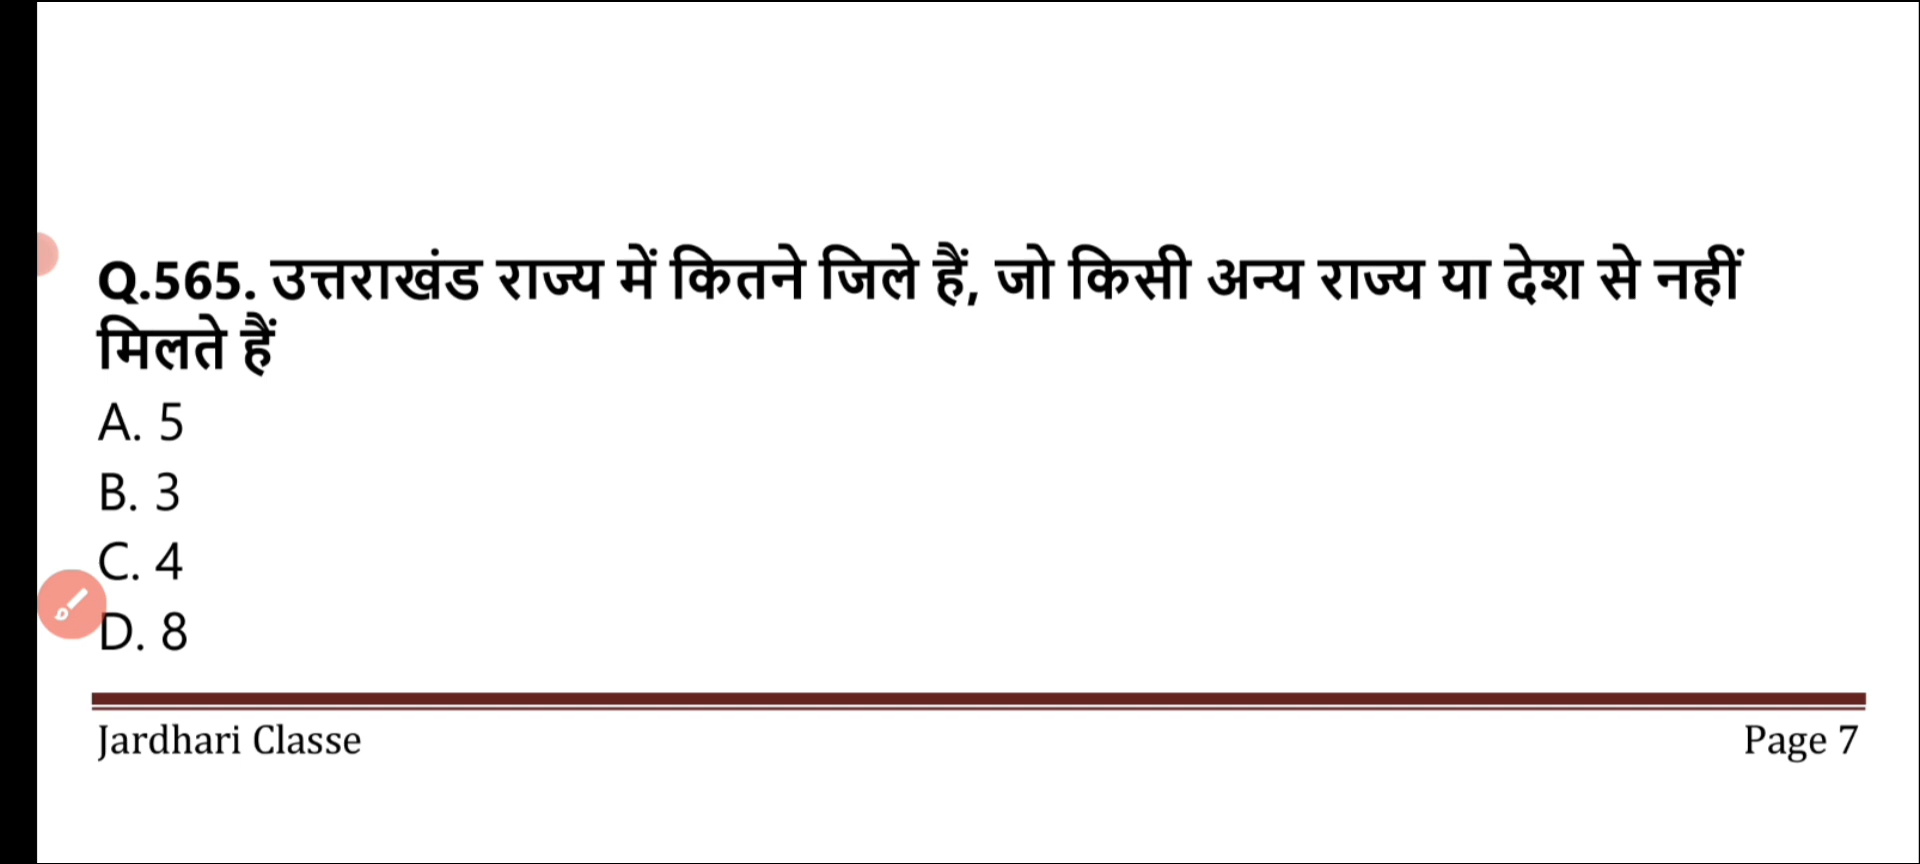 Q.565. उत्तराखंड राज्य में कितने जिले हैं, जो किसी अन्य राज्य या देश से नहीं
मिलते हैं
A. 5
B. 3
C. 4
D. 8
Jardhari Classe
Page 7